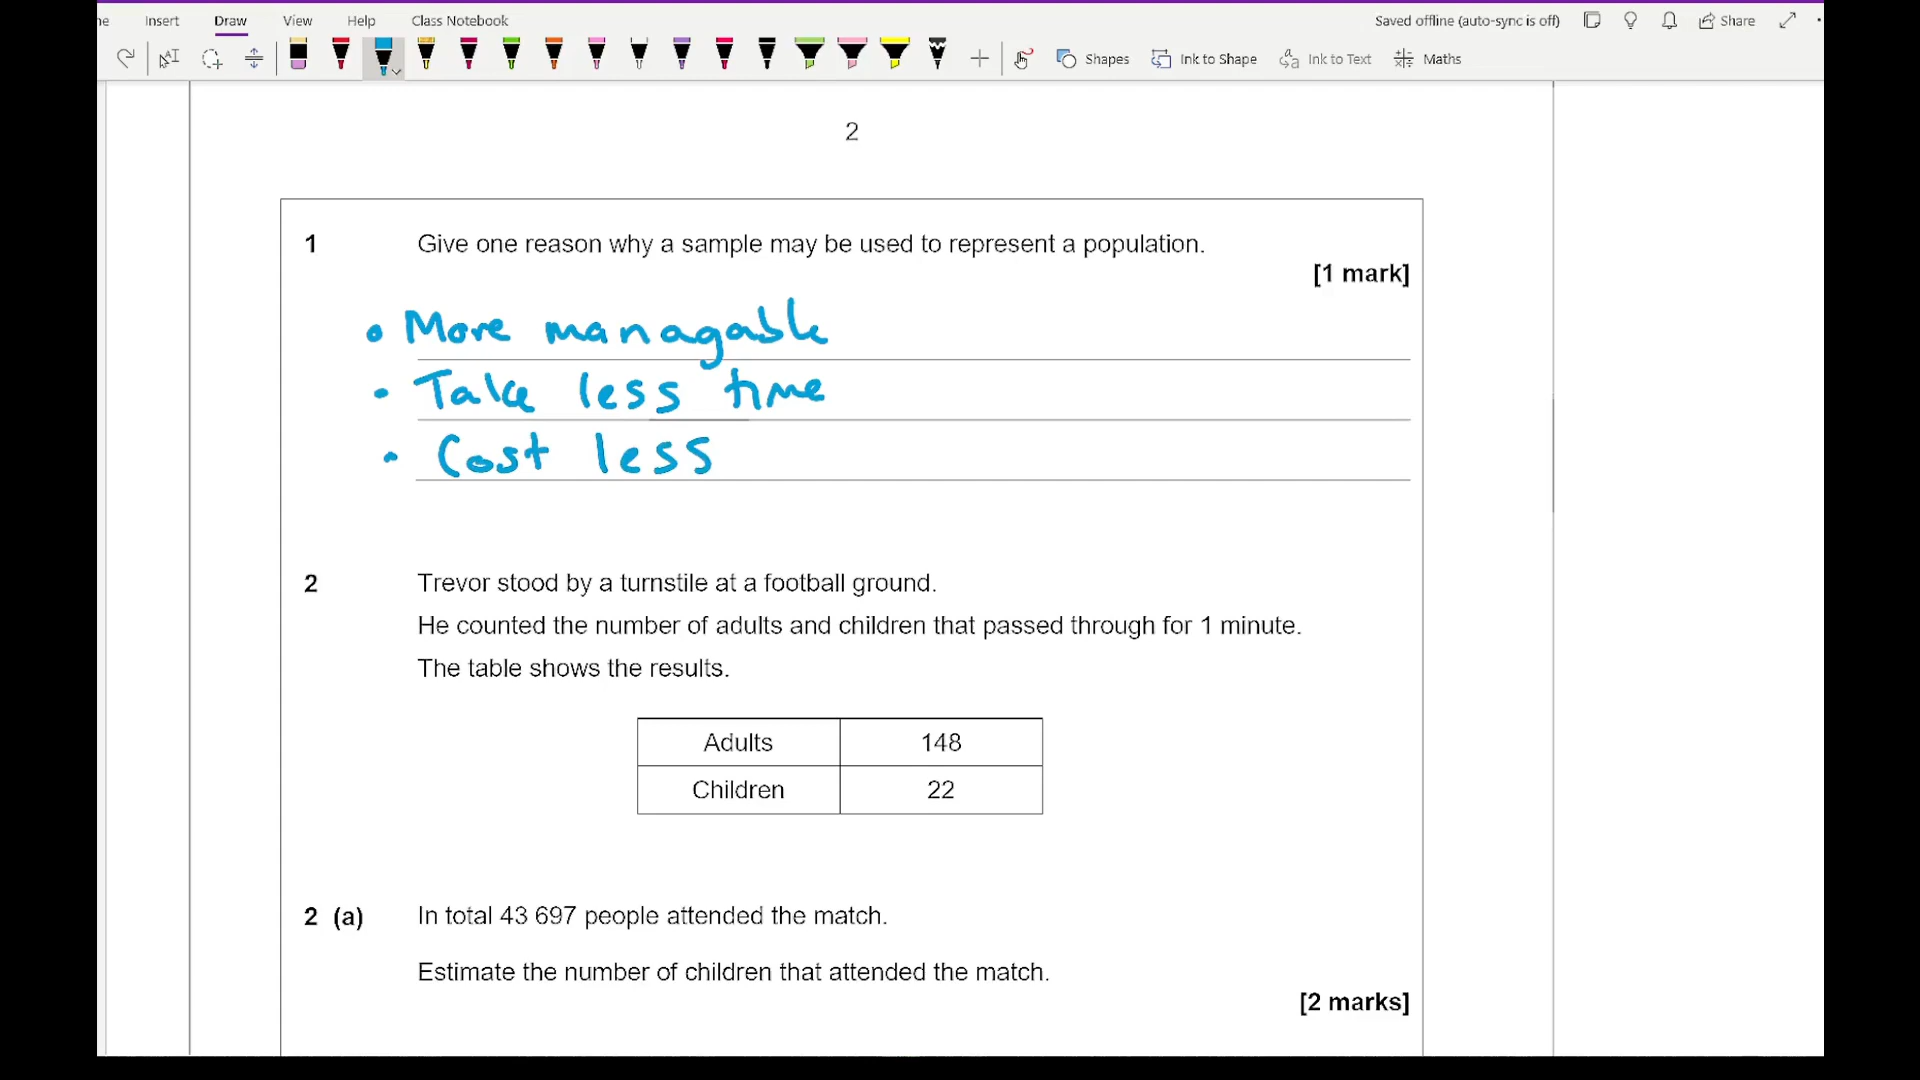 Insert Draw View Help Class Notebook Saved offline (auto-sync is off) Share
Shapes Ink to Shape Ink to Text Maths
2
1 Give one reason why a sample may be used to represent a population.
[1 mark]
• More managable
• Take less time
• Cost less
2 Trevor stood by a turnstile at a football ground.
He counted the number of adults and children that passed through for 1 minute.
The table shows the results.
Adults 148
Children 22
2 (a) In total 43 697 people attended the match.
Estimate the number of children that attended the match.
[2 marks]